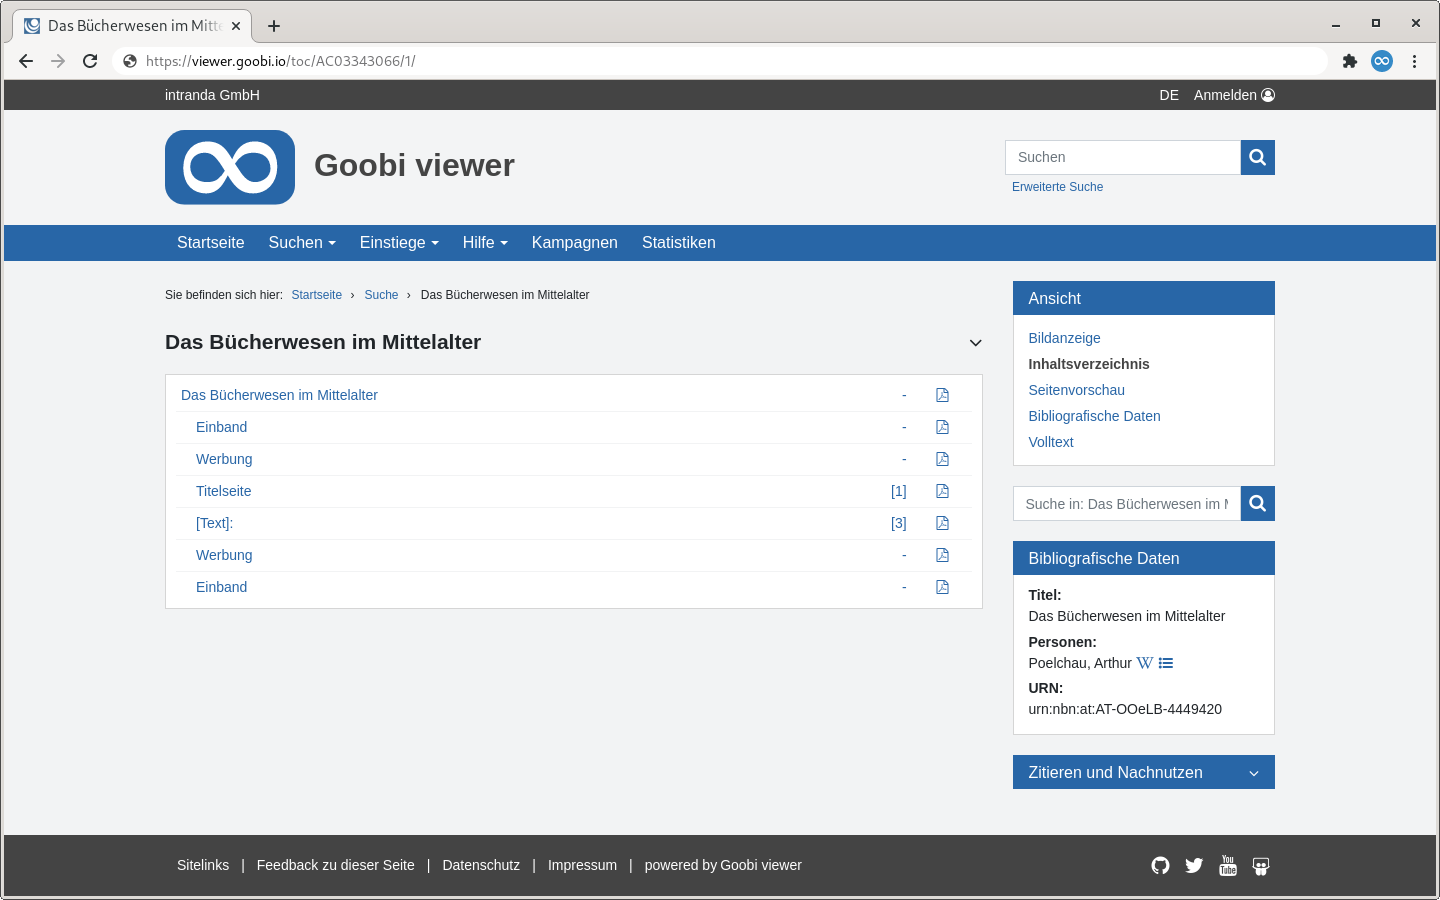 Das Bücherwesen im Mitte
https://viewer.goobi.io/toc/AC03343066/1/
intranda GmbH
DE Anmelden
Goobi viewer
Suchen
Erweiterte Suche
Startseite Suchen Einstiege Hilfe Kampagnen Statistiken
Sie befinden sich hier: Startseite › Suche › Das Bücherwesen im Mittelalter
Das Bücherwesen im Mittelalter
Das Bücherwesen im Mittelalter -
Einband -
Werbung -
Titelseite [1]
[Text]: [3]
Werbung -
Einband -
Ansicht
Bildanzeige
Inhaltsverzeichnis
Seitenvorschau
Bibliografische Daten
Volltext
Suche in: Das Bücherwesen im M
Bibliografische Daten
Titel:
Das Bücherwesen im Mittelalter
Personen:
Poelchau, Arthur W
URN:
urn:nbn:at:AT-OOeLB-4449420
Zitieren und Nachnutzen
Sitelinks | Feedback zu dieser Seite | Datenschutz | Impressum | powered by Goobi viewer
You
Tube